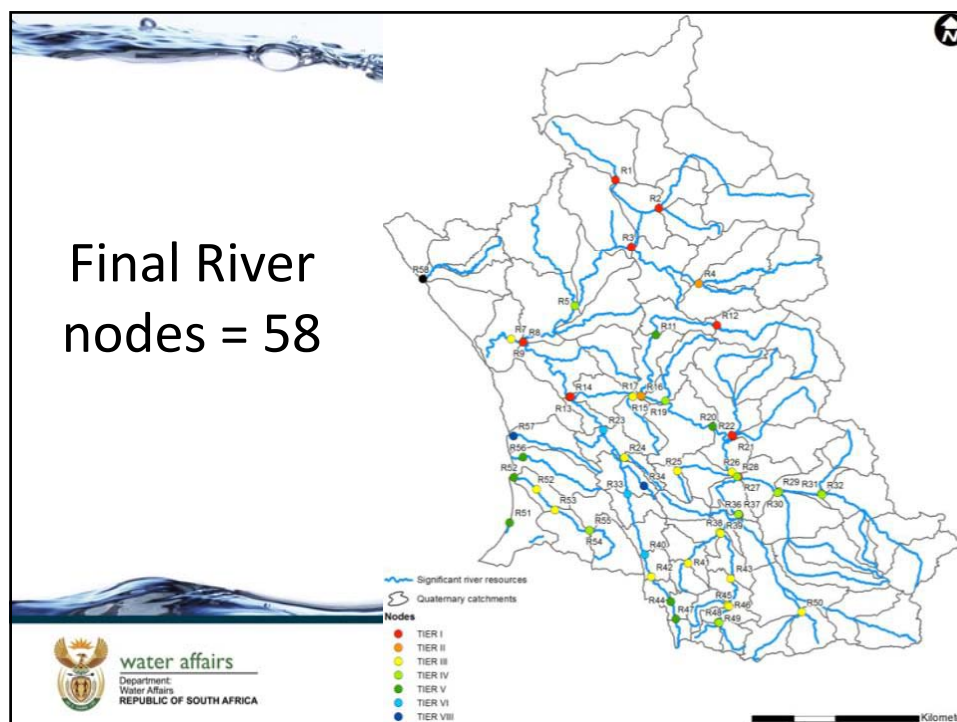 Final River
nodes = 58
N
R1
R2
R3
R4
R58
R5
R12
R11
R7
R8
R9
R14
R13
R17
R16
R15
R19
R20
R22
R21
R23
R57
R56
R24
R25
R26
R28
R27
R52
R52
R34
R33
R29
R31
R32
R30
R53
R51
R55
R54
R36
R37
R38
R39
R40
R41
R42
R43
R44
R45
R46
R47
R48
R49
R50
Significant river resources
Quaternary catchments
Nodes
TIER I
TIER II
TIER III
TIER IV
TIER V
TIER VI
TIER VIII
water affairs
Department:
Water Affairs
REPUBLIC OF SOUTH AFRICA